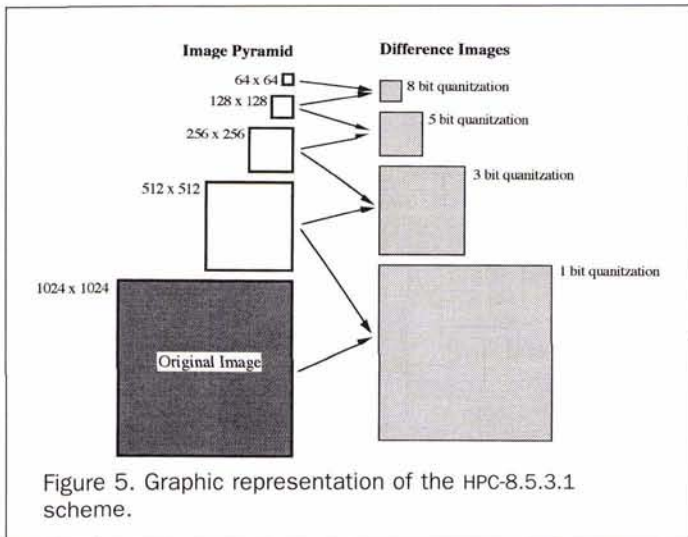 Image Pyramid
Difference Images
64 x 64
8 bit quanitzation
128 x 128
5 bit quanitzation
256 x 256
3 bit quanitzation
512 x 512
1 bit quanitzation
1024 x 1024
Original Image
Figure 5. Graphic representation of the HPC-8.5.3.1
scheme.